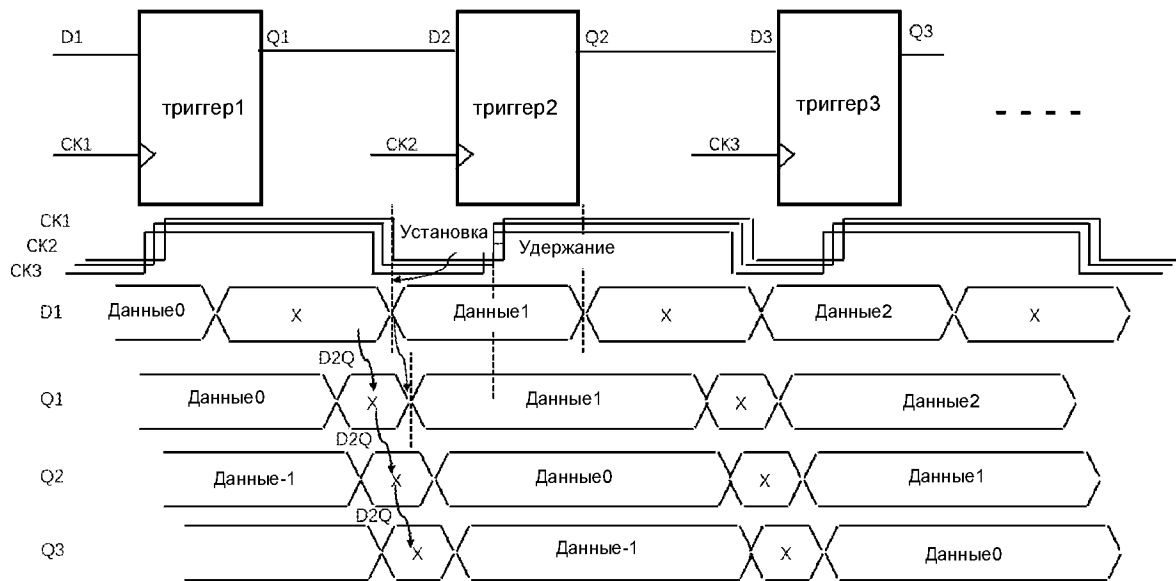 D1 Q1 D2 Q2 D3 Q3
триггер1 триггер2 триггер3
CK1 CK2 CK3
CK1
CK2
CK3
Установка
Удержание
D1 Данные0 X Данные1 X Данные2 X
D2Q
Q1 Данные0 X Данные1 X Данные2
D2Q
Q2 Данные-1 X Данные0 X Данные1
D2Q
Q3 X Данные-1 X Данные0